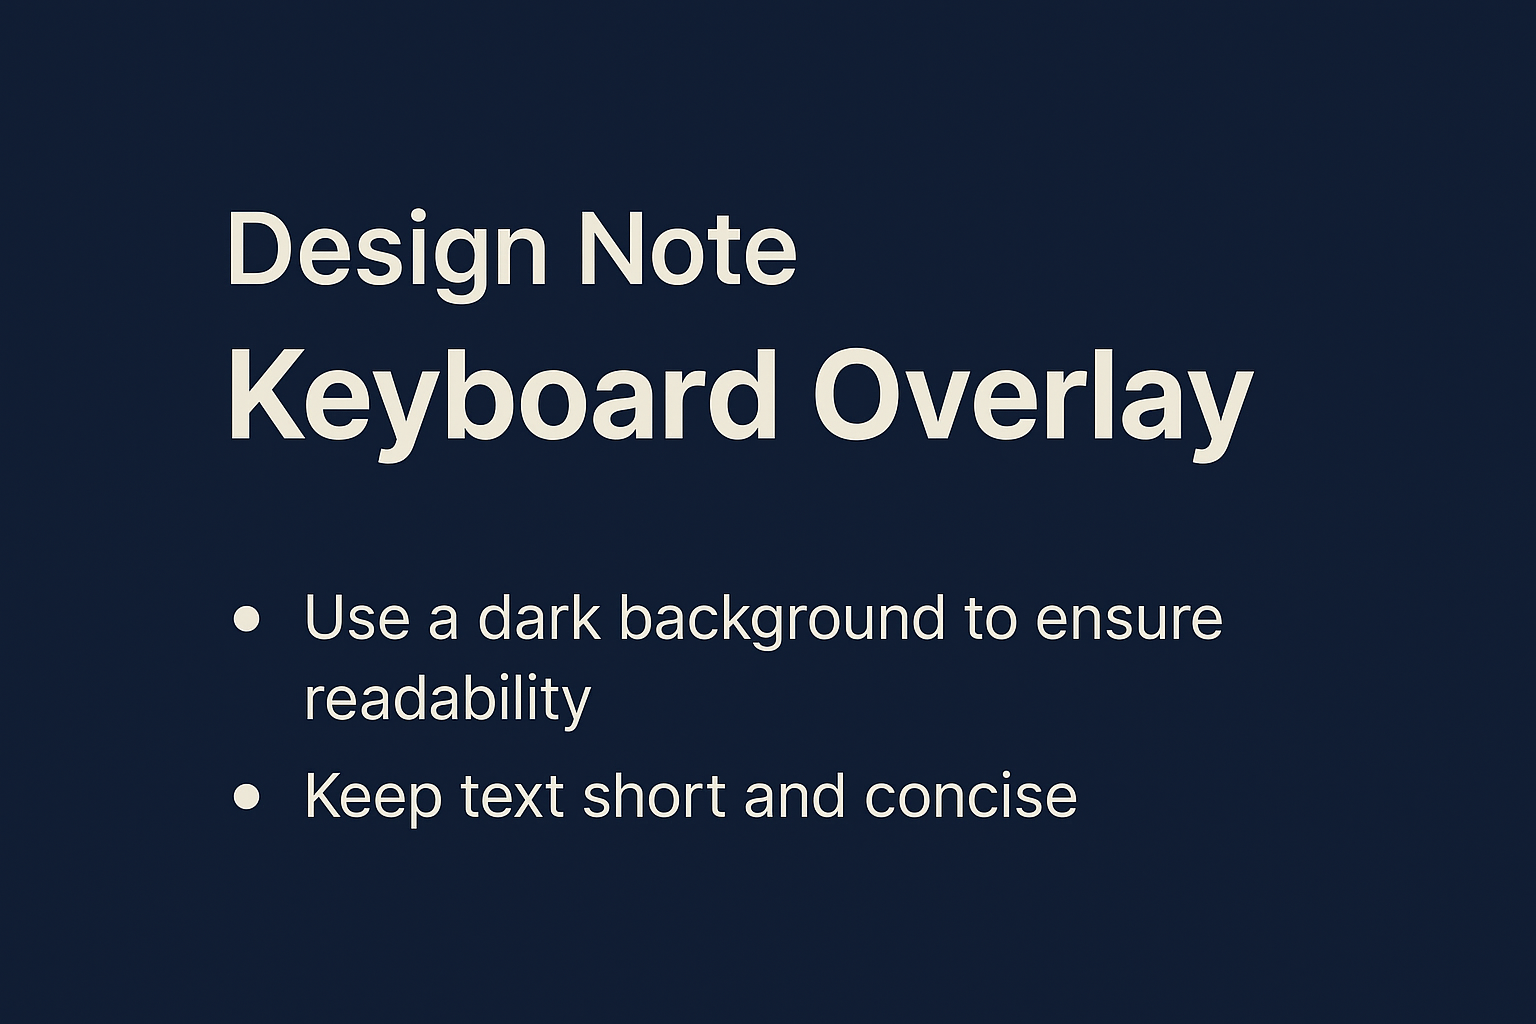 Design Note
Keyboard Overlay
• Use a dark background to ensure
readability
• Keep text short and concise